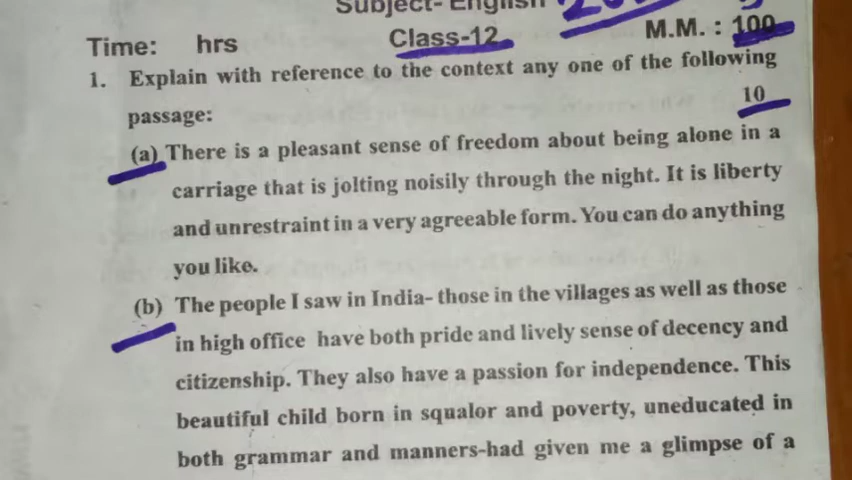 Subject- English
Time: hrs Class-12 M.M. : 100
1. Explain with reference to the context any one of the following
passage: 10
(a) There is a pleasant sense of freedom about being alone in a
carriage that is jolting noisily through the night. It is liberty
and unrestraint in a very agreeable form. You can do anything
you like.
(b) The people I saw in India- those in the villages as well as those
in high office have both pride and lively sense of decency and
citizenship. They also have a passion for independence. This
beautiful child born in squalor and poverty, uneducated in
both grammar and manners-had given me a glimpse of a